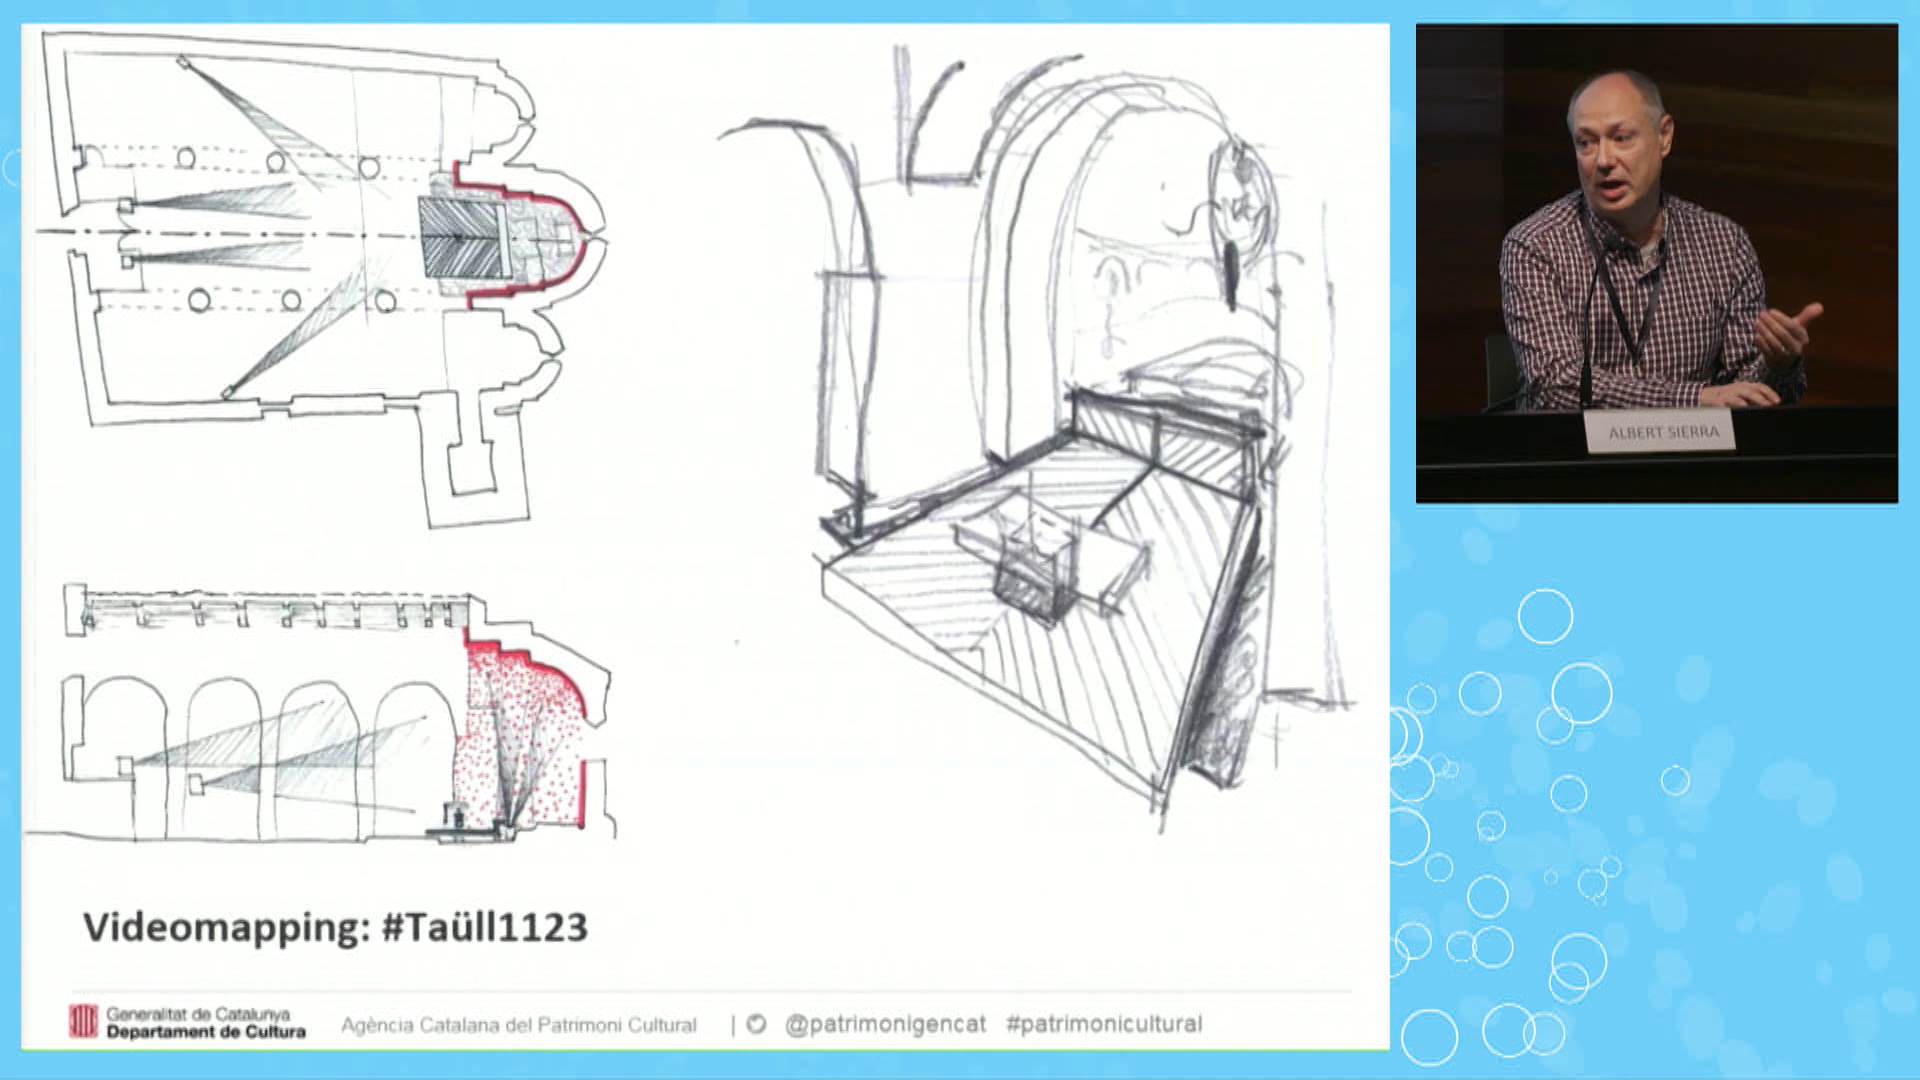 ALBERT SIERRA
Videomapping: #Taüll1123
Generalitat de Catalunya
Departament de Cultura
Agència Catalana del Patrimoni Cultural | @patrimonigencat #patrimonicultural